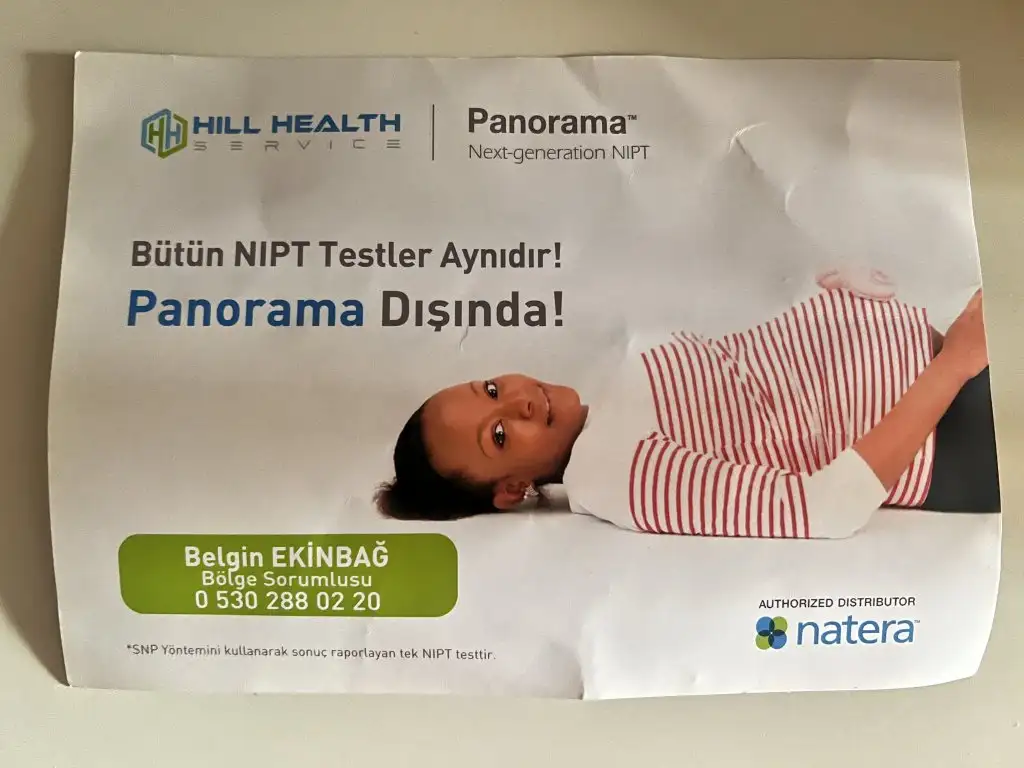 HILL HEALTH
SERVICE
Panorama™
Next-generation NIPT
Bütün NIPT Testler Aynıdır!
Panorama Dışında!
Belgin EKİNBAĞ
Bölge Sorumlusu
0 530 288 02 20
*SNP Yöntemini kullanarak sonuç raporlayan tek NIPT testtir.
AUTHORIZED DISTRIBUTOR
natera™